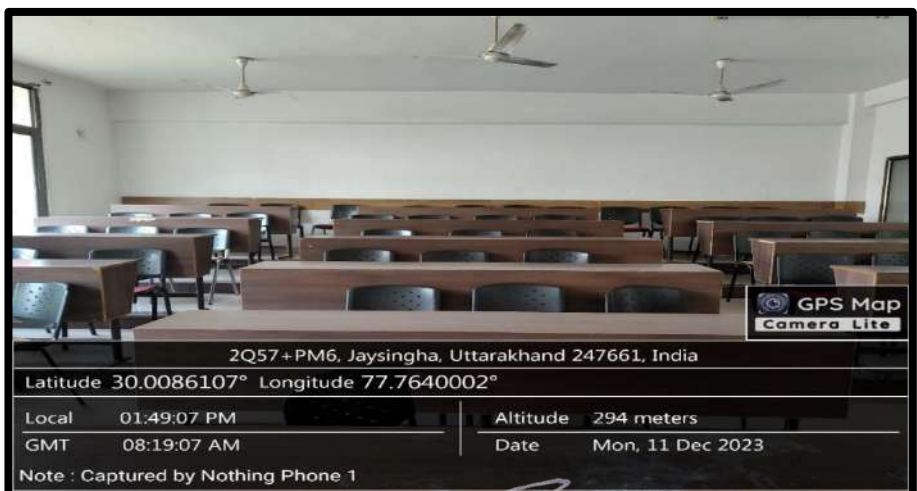 GPS Map
Camera Lite
2Q57+PM6, Jaysingha, Uttarakhand 247661, India
Latitude 30.0086107° Longitude 77.7640002°
Local 01:49:07 PM Altitude 294 meters
GMT 08:19:07 AM Date Mon, 11 Dec 2023
Note : Captured by Nothing Phone 1